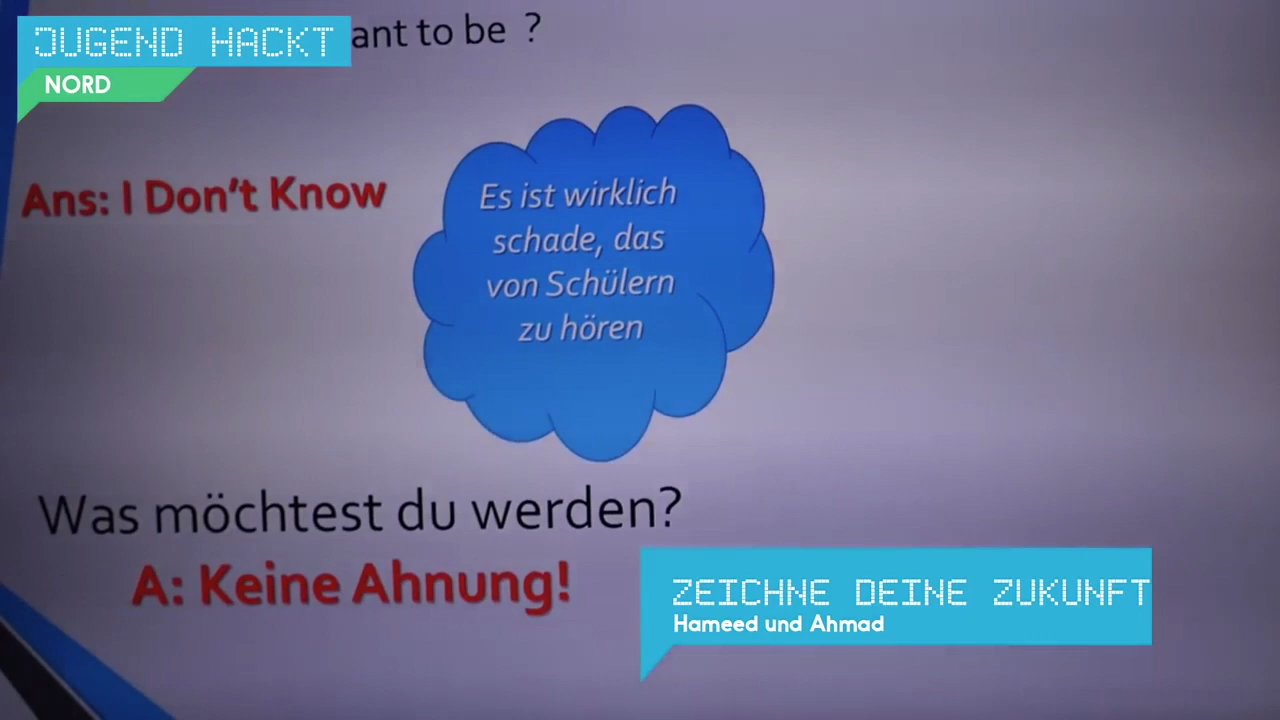 JUGEND HACKT
NORD
ant to be ?
Ans: I Don't Know
Es ist wirklich
schade, das
von Schülern
zu hören
Was möchtest du werden?
A: Keine Ahnung!
ZEICHNE DEINE ZUKUNFT
Hameed und Ahmad